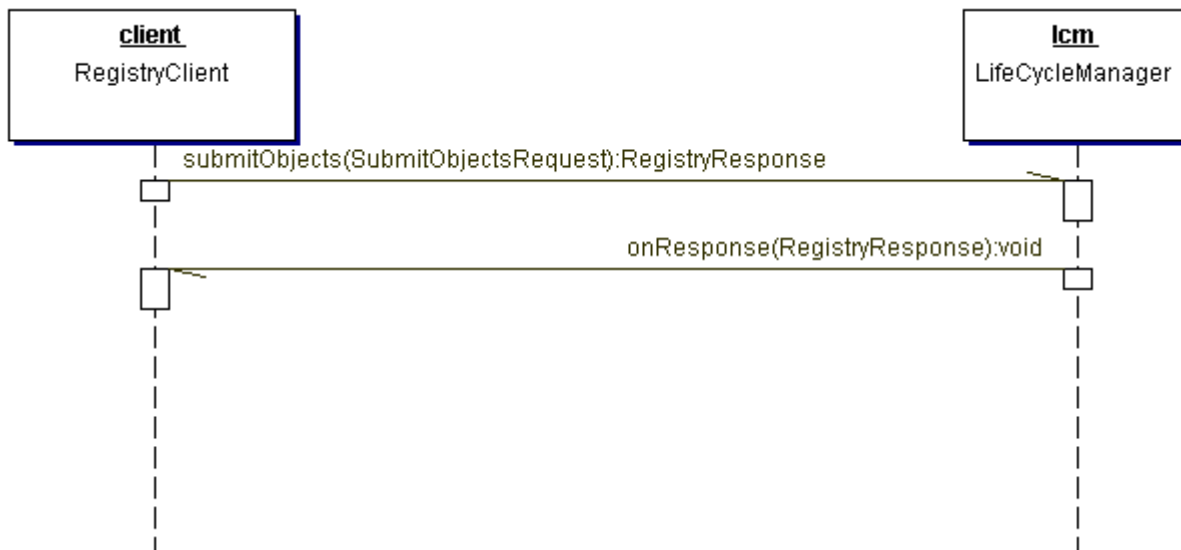 client
RegistryClient
lcm
LifeCycleManager
submitObjects(SubmitObjectsRequest):RegistryResponse
onResponse(RegistryResponse):void